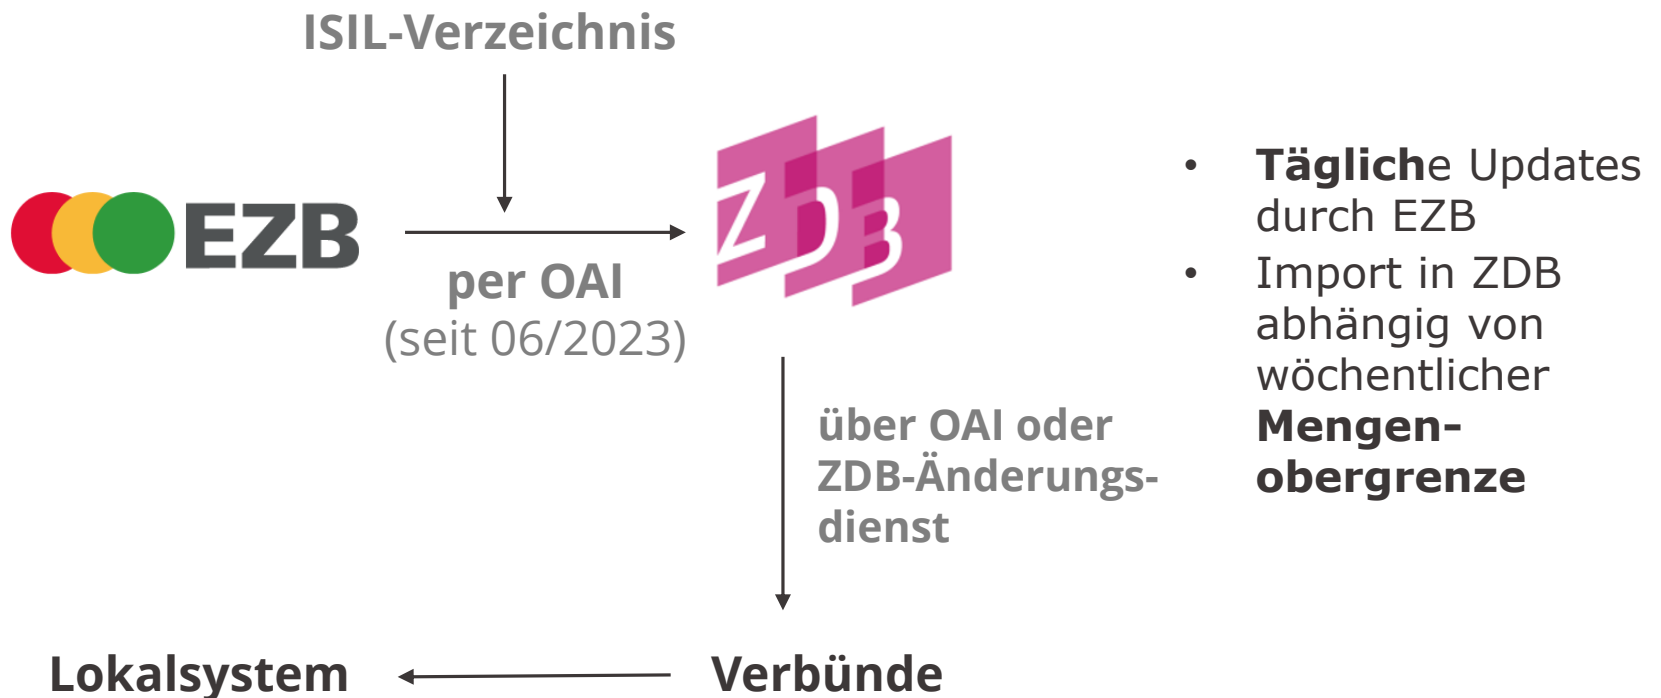 ISIL-Verzeichnis
EZB
per OAI
(seit 06/2023)
ZDB
über OAI oder
ZDB-Änderungs-
dienst
Lokalsystem
Verbünde
• Tägliche Updates
durch EZB
• Import in ZDB
abhängig von
wöchentlicher
Mengen-
obergrenze